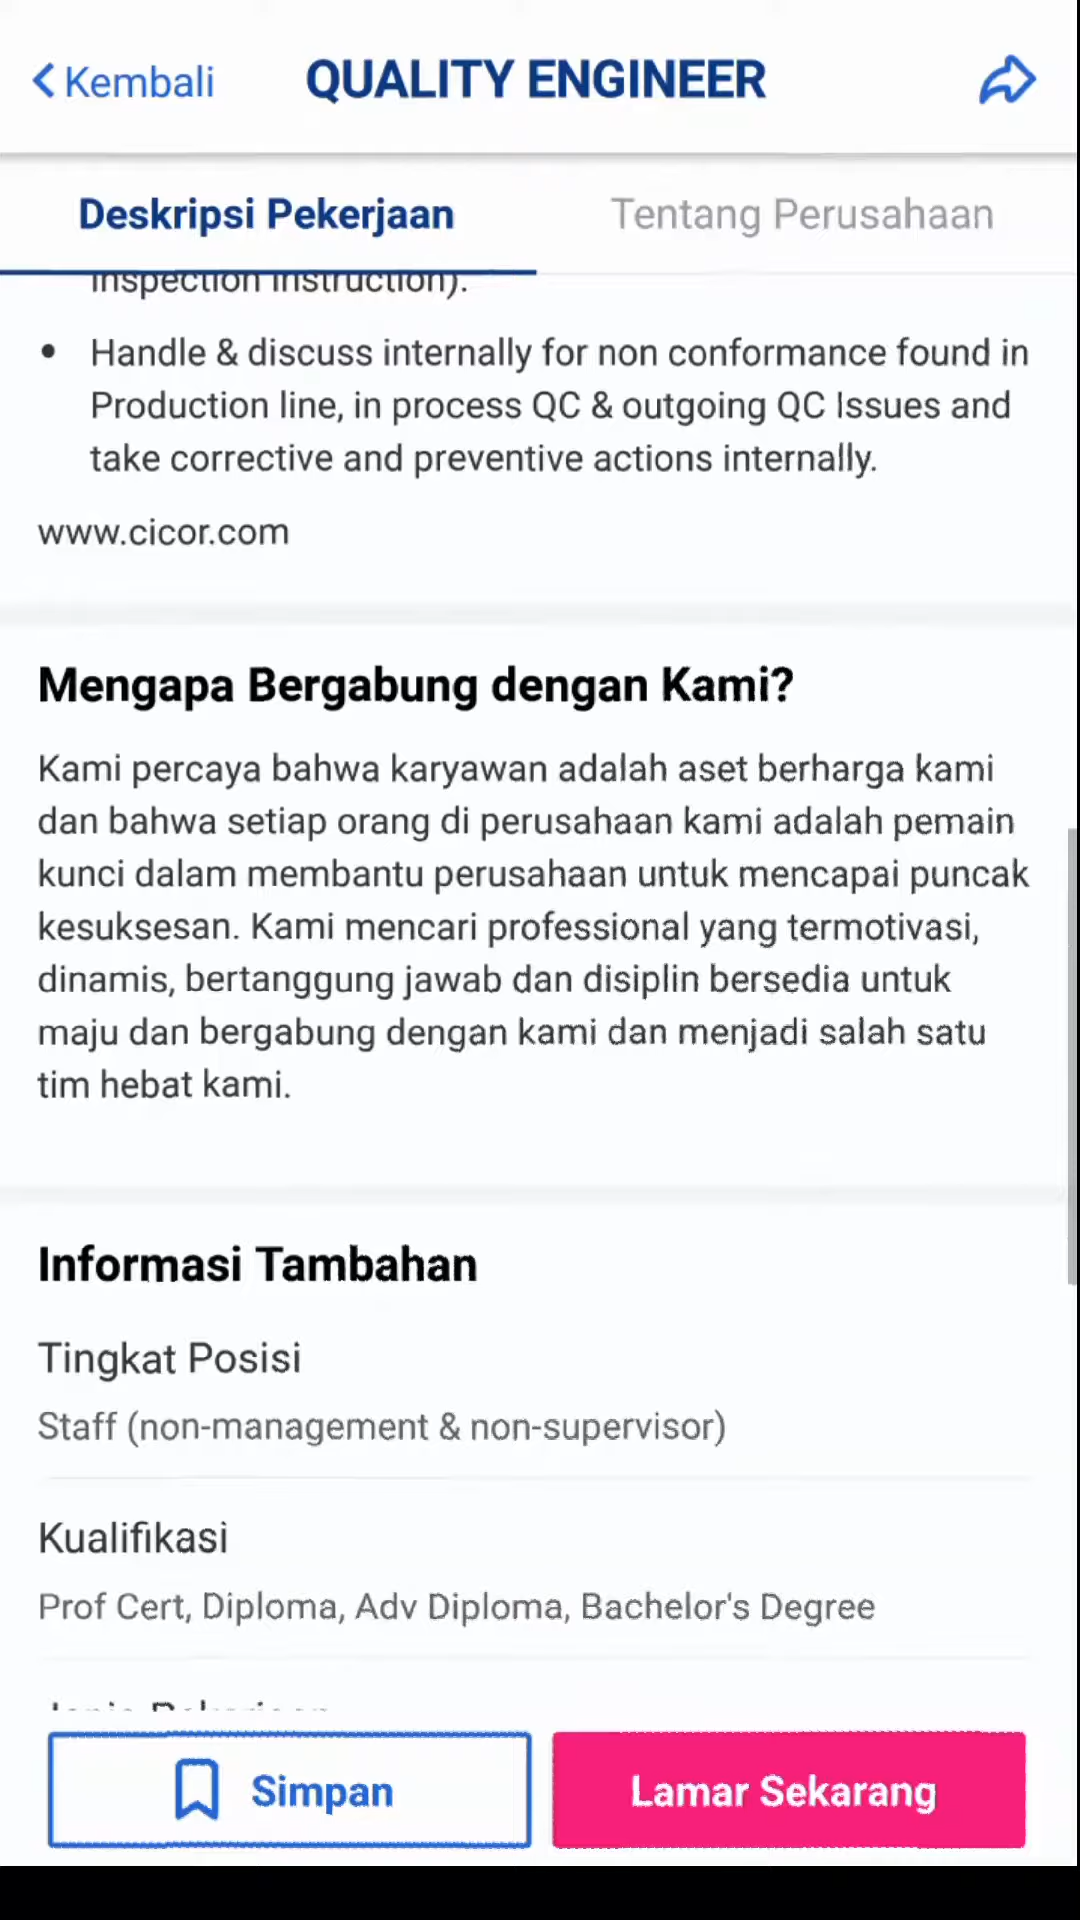 Kembali
QUALITY ENGINEER
Deskripsi Pekerjaan
Tentang Perusahaan
inspection instruction).
• Handle & discuss internally for non conformance found in
Production line, in process QC & outgoing QC Issues and
take corrective and preventive actions internally.
www.cicor.com
Mengapa Bergabung dengan Kami?
Kami percaya bahwa karyawan adalah aset berharga kami
dan bahwa setiap orang di perusahaan kami adalah pemain
kunci dalam membantu perusahaan untuk mencapai puncak
kesuksesan. Kami mencari professional yang termotivasi,
dinamis, bertanggung jawab dan disiplin bersedia untuk
maju dan bergabung dengan kami dan menjadi salah satu
tim hebat kami.
Informasi Tambahan
Tingkat Posisi
Staff (non-management & non-supervisor)
Kualifikasi
Prof Cert, Diploma, Adv Diploma, Bachelor's Degree
Simpan
Lamar Sekarang